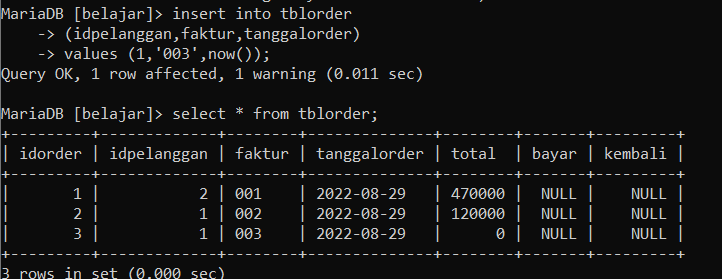 MariaDB [belajar]> insert into tblorder
    -> (idpelanggan,faktur,tanggalorder)
    -> values (1,'003',now());
Query OK, 1 row affected, 1 warning (0.011 sec)

MariaDB [belajar]> select * from tblorder;
+---------+-------------+--------+--------------+--------+-------+---------+
| idorder | idpelanggan | faktur | tanggalorder | total  | bayar | kembali |
+---------+-------------+--------+--------------+--------+-------+---------+
|       1 |           2 | 001    | 2022-08-29   | 470000 |  NULL |    NULL |
|       2 |           1 | 002    | 2022-08-29   | 120000 |  NULL |    NULL |
|       3 |           1 | 003    | 2022-08-29   |      0 |  NULL |    NULL |
+---------+-------------+--------+--------------+--------+-------+---------+
3 rows in set (0.000 sec)